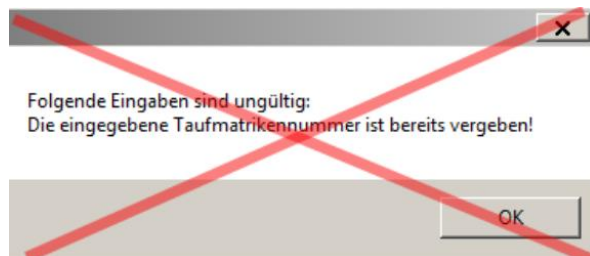 Folgende Eingaben sind ungültig:
Die eingegebene Taufmatrikennummer ist bereits vergeben!
OK